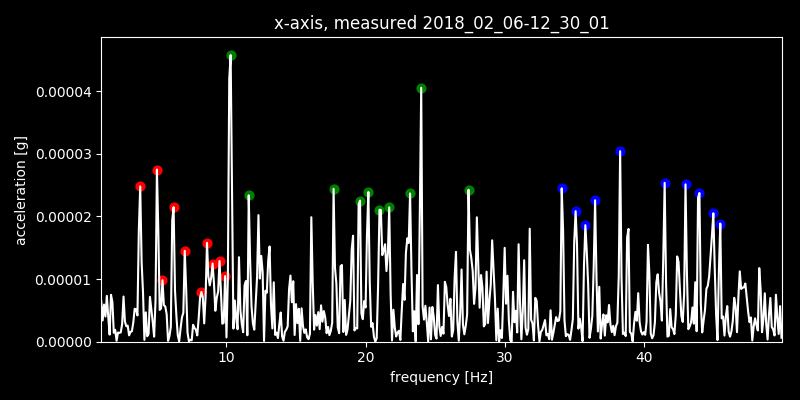 x-axis, measured 2018_02_06-12_30_01
acceleration [g]
0.00004
0.00003
0.00002
0.00001
0.00000
10 20 30 40
frequency [Hz]